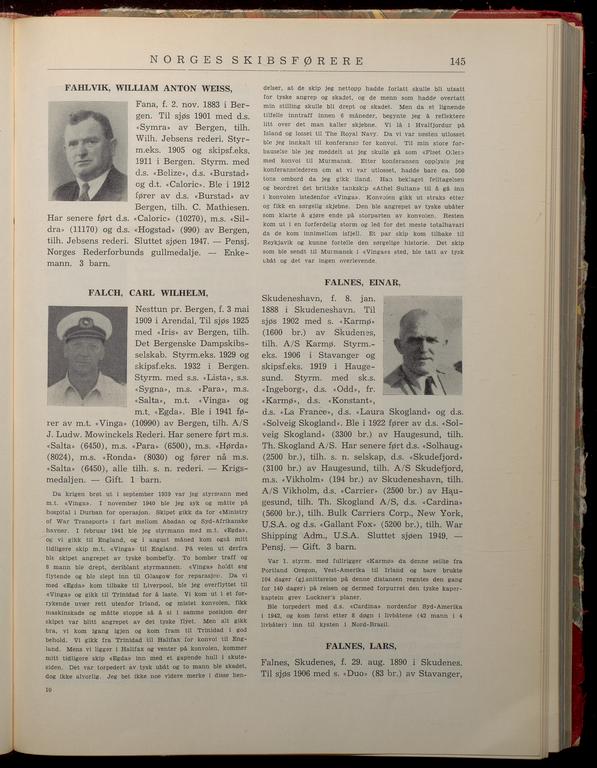 NORGES SKIBSFØRERE 145
FAHLVIK, WILLIAM ANTON WEISS,
Fana, f. 2. nov. 1883 i Ber-
gen. Til sjøs 1901 med d.s.
«Symra» av Bergen, tilh.
Wilh. Jebsens rederi. Styr-
m.eks. 1905 og skipsf.eks.
1911 i Bergen. Styrm. med
d.s. «Belize», d.s. «Burstad»
og d.t. «Caloric». Ble i 1912
fører av d.s. «Burstad» av
Bergen, tilh. C. Mathiesen.
Har senere ført d.s. «Caloric» (10270), m.s. «Sil-
dra» (11170) og d.s. «Hogstad» (990) av Bergen,
tilh. Jebsens rederi. Sluttet sjøen 1947. — Pensj.
Norges Rederforbunds gullmedalje. — Enke-
mann. 3 barn.
FALCH, CARL WILHELM,
Nesttun pr. Bergen, f. 3 mai
1909 i Arendal. Til sjøs 1925
med «Iris» av Bergen, tilh.
Det Bergenske Dampskibs-
selskab. Styrm.eks. 1929 og
skipsf.eks. 1932 i Bergen.
Styrm. med s.s. «Lista», s.s.
«Sygna», m.s. «Para», m.s.
«Salta», m.t. «Vinga» og
m.t. «Egda». Ble i 1941 fø-
rer av m.t. «Vinga» (10990) av Bergen, tilh. A/S
J. Ludw. Mowinckels Rederi. Har senere ført m.s.
«Salta» (6450), m.s. «Para» (6500), m.s. «Hørda»
(8024), m.s. «Ronda» (8030) og fører nå m.s.
«Salta» (6450), alle tilh. s. n. rederi. — Krigs-
medaljen. — Gift. 1 barn.
Da krigen brøt ut i september 1939 var jeg styrmann med
m.t. «Vinga». I november 1940 ble jeg syk og måtte på
hospital i Durban for operasjon. Skipet gikk da for «Ministry
of War Transport» i fart mellom Abadan og Syd-Afrikanske
havner. I februar 1941 ble jeg styrmann med m.t. «Egda»,
og vi gikk til England, og i august måned kom også mitt
tidligere skip m.t. «Vinga» til England. På veien ut derfra
ble skipet angrepet av tyske bombefly. To bomber traff og
8 mann ble drept, deriblant styrmannen. «Vinga» holdt seg
flytende og ble slept inn til Glasgow for reparasjon. Da vi
med «Egda» kom tilbake til Liverpool, ble jeg overflyttet til
«Vinga» og gikk til Trinidad for å laste. Vi kom ut i et for-
rykende uvær rett utenfor Irland, og mistet konvoien, fikk
maskinskade og måtte stoppe så å si i samme posisjon der
skipet var blitt angrepet av det tyske flyet. Men alt gikk
bra, vi kom igang igjen og kom fram til Trinidad i god
behold. Vi gikk fra Trinidad til Halifax for konvoi til Eng-
land. Mens vi ligger i Halifax og venter på konvoien, kommer
mitt tidligere skip «Egda» inn med et gapende hull i skute-
siden. Det var torpedert av tysk ubåt og to mann ble skadet,
dog ikke alvorlig. Jeg bet ikke noe videre merke i disse hen-
10
delser, at de skip jeg nettopp hadde forlatt skulle bli utsatt
for tyske angrep og skadet, og de menn som hadde overtatt
min stilling skulle bli drept og skadet. Men da et lignende
tilfelle inntraff innen 6 måneder, begynte jeg å reflektere
litt over det man kaller skjebne. Vi lå i Hvalfjordur på
Island og losset til The Royal Navy. Da vi var nesten utlosset
ble jeg innkalt til konferanse for konvoi. Til min store for-
bauselse ble jeg meddelt at jeg skulle gå som «Fleet Oiler»
med konvoi til Murmansk. Etter konferansen opplyste jeg
konferanselederen om at vi var utlosset, hadde bare ca. 500
tons ombord da jeg gikk iland. Han beklaget feiltagelsen
og beordret det britiske tankskip «Athel Sultan» til å gå inn
i konvoien istedenfor «Vinga». Konvoien gikk ut straks etter
og fikk en sørgelig skjebne. Den ble angrepet av tyske ubåter
som klarte å gjøre ende på storparten av konvoien. Resten
kom ut i en forferdelig storm og led for det meste totalhavari
da de kom innimellom isfjell. Et par skip kom tilbake til
Reykjavik og kunne fortelle den sørgelige historie. Det skip
som ble sendt til Murmansk i «Vinga»s sted, ble tatt av tysk
ubåt og det var ingen overlevende.
FALNES, EINAR,
Skudeneshavn, f. 8. jan.
1888 i Skudeneshavn. Til
sjøs 1902 med s. «Karmø»
(1600 br.) av Skudenes,
tilh. A/S Karmø. Styrm.-
eks. 1906 i Stavanger og
skipsf.eks. 1919 i Hauge-
sund. Styrm. med sk.s.
«Ingeborg», d.s. «Odd», fr.
«Karmø», d.s. «Konstant»,
d.s. «La France», d.s. «Laura Skogland» og d.s.
«Solveig Skogland». Ble i 1922 fører av d.s. «Sol-
veig Skogland» (3300 br.) av Haugesund, tilh.
Th. Skogland A/S. Har senere ført d.s. «Solhaug»
(2500 br.), tilh. s. n. selskap, d.s. «Skudefjord»
(3100 br.) av Haugesund, tilh. A/S Skudefjord,
m.s. «Vikholm» (194 br.) av Skudeneshavn, tilh.
A/S Vikholm, d.s. «Carrier» (2500 br.) av Hau-
gesund, tilh. Th. Skogland A/S, d.s. «Cardina»
(5600 br.), tilh. Bulk Carriers Corp., New York,
U.S.A. og d.s. «Gallant Fox» (5200 br.), tilh. War
Shipping Adm., U.S.A. Sluttet sjøen 1949. —
Pensj. — Gift. 3 barn.
Var 1. styrm. med fullrigger «Karmø» da denne seilte fra
Portland Oregon, Vest-Amerika til Irland og bare brukte
104 dager (gj.snittsreise på denne distansen regntes den gang
for 140 dager) på reisen og dermed forpurret den tyske kaper-
kaptein grev Luckner's planer.
Ble torpedert med d.s. «Cardina» nordenfor Syd-Amerika
i 1942, og kom først etter 8 døgn i livbåtene (42 mann i 4
livbåter) inn til kysten i Nord-Brasil.
FALNES, LARS,
Falnes, Skudenes, f. 29. aug. 1890 i Skudenes.
Til sjøs 1906 med s. «Duo» (83 br.) av Stavanger,